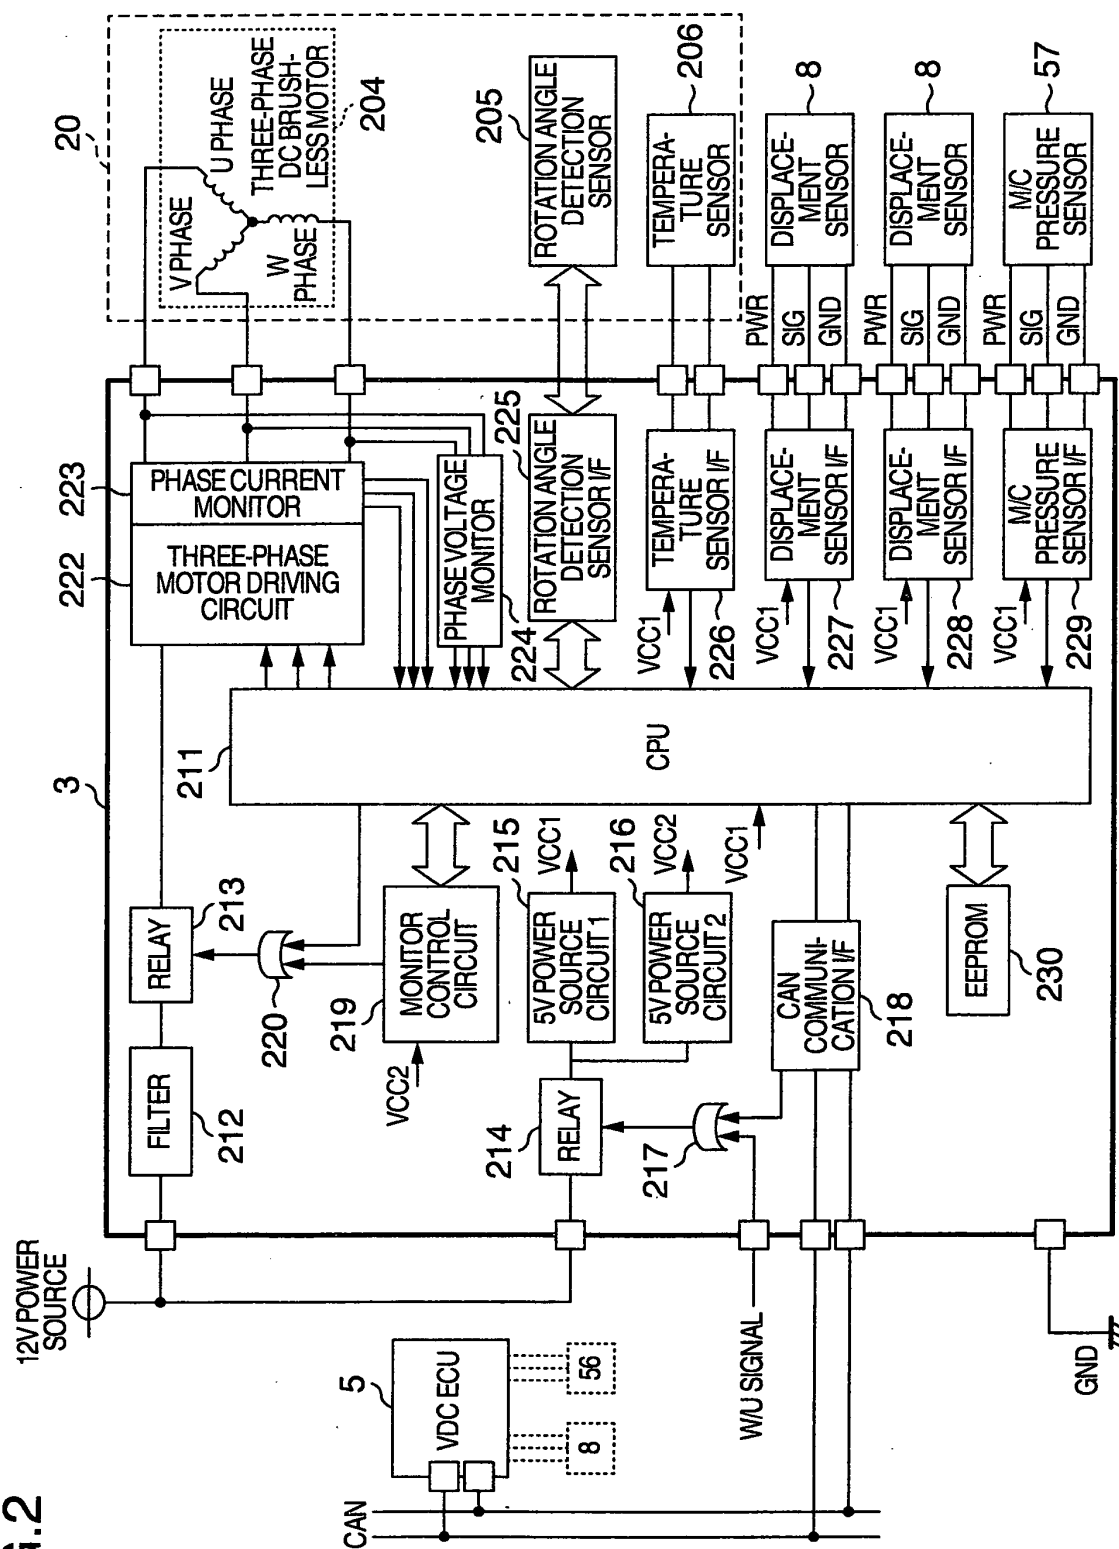 G.2
12V POWER
SOURCE
FILTER
212
RELAY
213
220
3
222
223
THREE-PHASE
MOTOR DRIVING
CIRCUIT
PHASE CURRENT
MONITOR
20
V PHASE
U PHASE
W
PHASE
THREE-PHASE
DC BRUSH-
LESS MOTOR
204
211
CPU
CAN
5
VDC ECU
8
56
VCC2
219
MONITOR
CONTROL
CIRCUIT
PHASE VOLTAGE
MONITOR
224
214
RELAY
5V POWER
SOURCE
CIRCUIT 1
215
VCC1
5V POWER
SOURCE
CIRCUIT 2
216
VCC2
225
ROTATION ANGLE
DETECTION
SENSOR I/F
205
ROTATION ANGLE
DETECTION
SENSOR
217
W/U SIGNAL
VCC1
CAN
COMMUNI-
CATION I/F
218
VCC1
TEMPERA-
TURE
SENSOR I/F
226
TEMPERA-
TURE
SENSOR
206
VCC1
DISPLACE-
MENT
SENSOR I/F
227
PWR
SIG
GND
DISPLACE-
MENT
SENSOR
8
VCC1
DISPLACE-
MENT
SENSOR I/F
228
PWR
SIG
GND
DISPLACE-
MENT
SENSOR
8
EEPROM
230
VCC1
M/C
PRESSURE
SENSOR I/F
229
PWR
SIG
GND
M/C
PRESSURE
SENSOR
57
GND